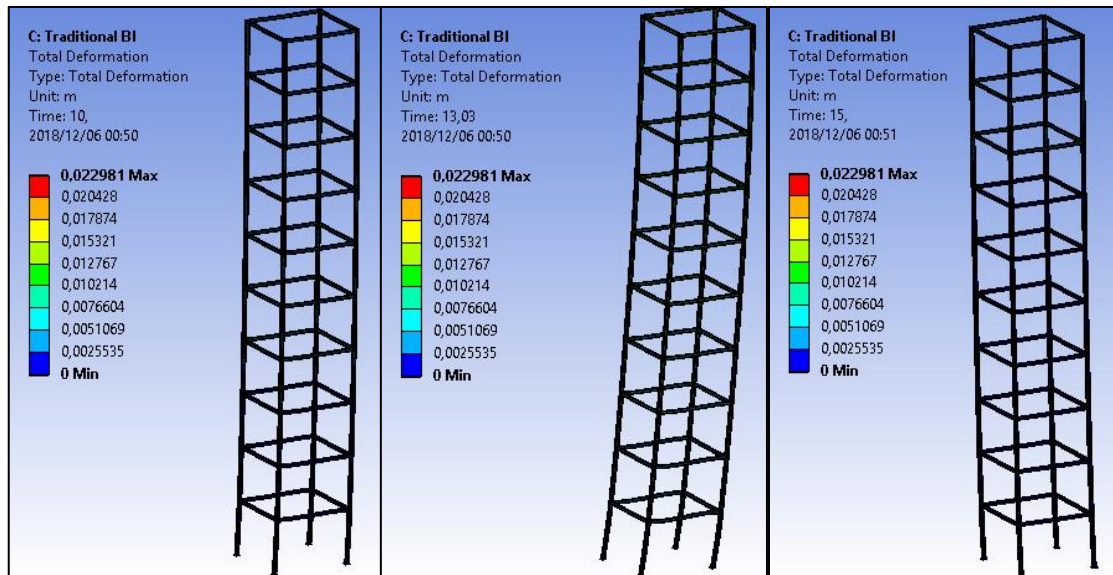 C: Traditional BI
Total Deformation
Type: Total Deformation
Unit: m
Time: 10,
2018/12/06 00:50
0,022981 Max
0,020428
0,017874
0,015321
0,012767
0,010214
0,0076604
0,0051069
0,0025535
0 Min
C: Traditional BI
Total Deformation
Type: Total Deformation
Unit: m
Time: 13,03
2018/12/06 00:50
0,022981 Max
0,020428
0,017874
0,015321
0,012767
0,010214
0,0076604
0,0051069
0,0025535
0 Min
C: Traditional BI
Total Deformation
Type: Total Deformation
Unit: m
Time: 15,
2018/12/06 00:51
0,022981 Max
0,020428
0,017874
0,015321
0,012767
0,010214
0,0076604
0,0051069
0,0025535
0 Min